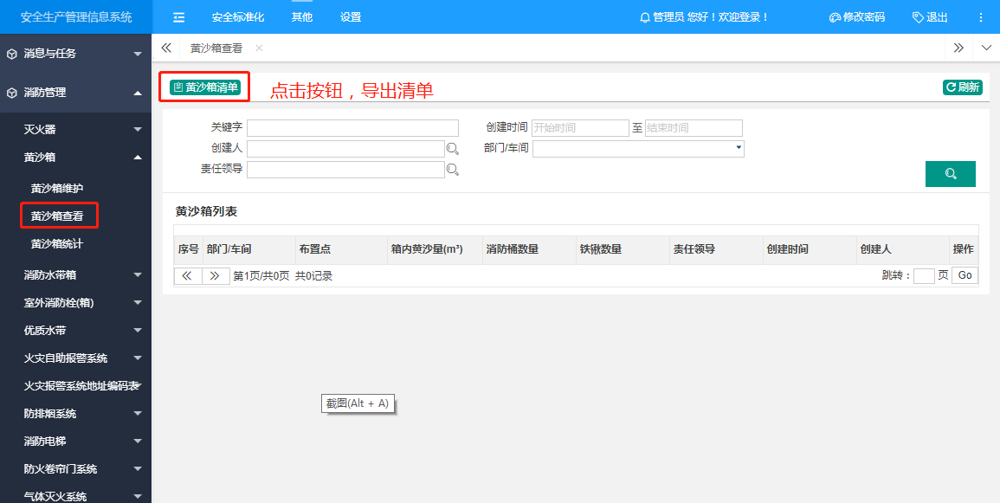 安全生产管理信息系统
安全标准化 其他 设置
管理员 您好！欢迎登录！ 修改密码 退出
消息与任务
消防管理
灭火器
黄沙箱
黄沙箱维护
黄沙箱查看
黄沙箱统计
消防水带箱
室外消防栓(箱)
优质水带
火灾自助报警系统
火灾报警系统地址编码表
防排烟系统
消防电梯
防火卷帘门系统
气体灭火系统
黄沙箱查看
黄沙箱清单 点击按钮，导出清单 刷新
关键字 创建时间 开始时间 至 结束时间
创建人 部门/车间
责任领导
黄沙箱列表
序号 部门/车间 布置点 箱内黄沙量(m³) 消防桶数量 铁锹数量 责任领导 创建时间 创建人 操作
第1页/共0页 共0记录 跳转： 页 Go
截图(Alt + A)